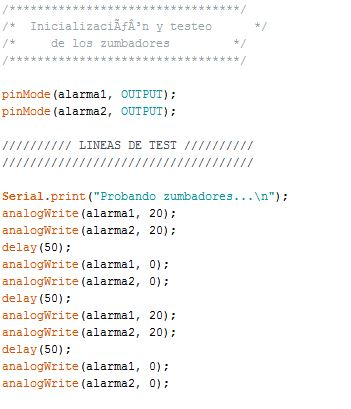 /*********************************/
/*  InicializaciÃƒÂ³n y testeo      */
/*     de los zumbadores         */
/*********************************/
pinMode(alarma1, OUTPUT);
pinMode(alarma2, OUTPUT);
////////// LINEAS DE TEST //////////
////////////////////////////////////
Serial.print("Probando zumbadores...\n");
analogWrite(alarma1, 20);
analogWrite(alarma2, 20);
delay(50);
analogWrite(alarma1, 0);
analogWrite(alarma2, 0);
delay(50);
analogWrite(alarma1, 20);
analogWrite(alarma2, 20);
delay(50);
analogWrite(alarma1, 0);
analogWrite(alarma2, 0);